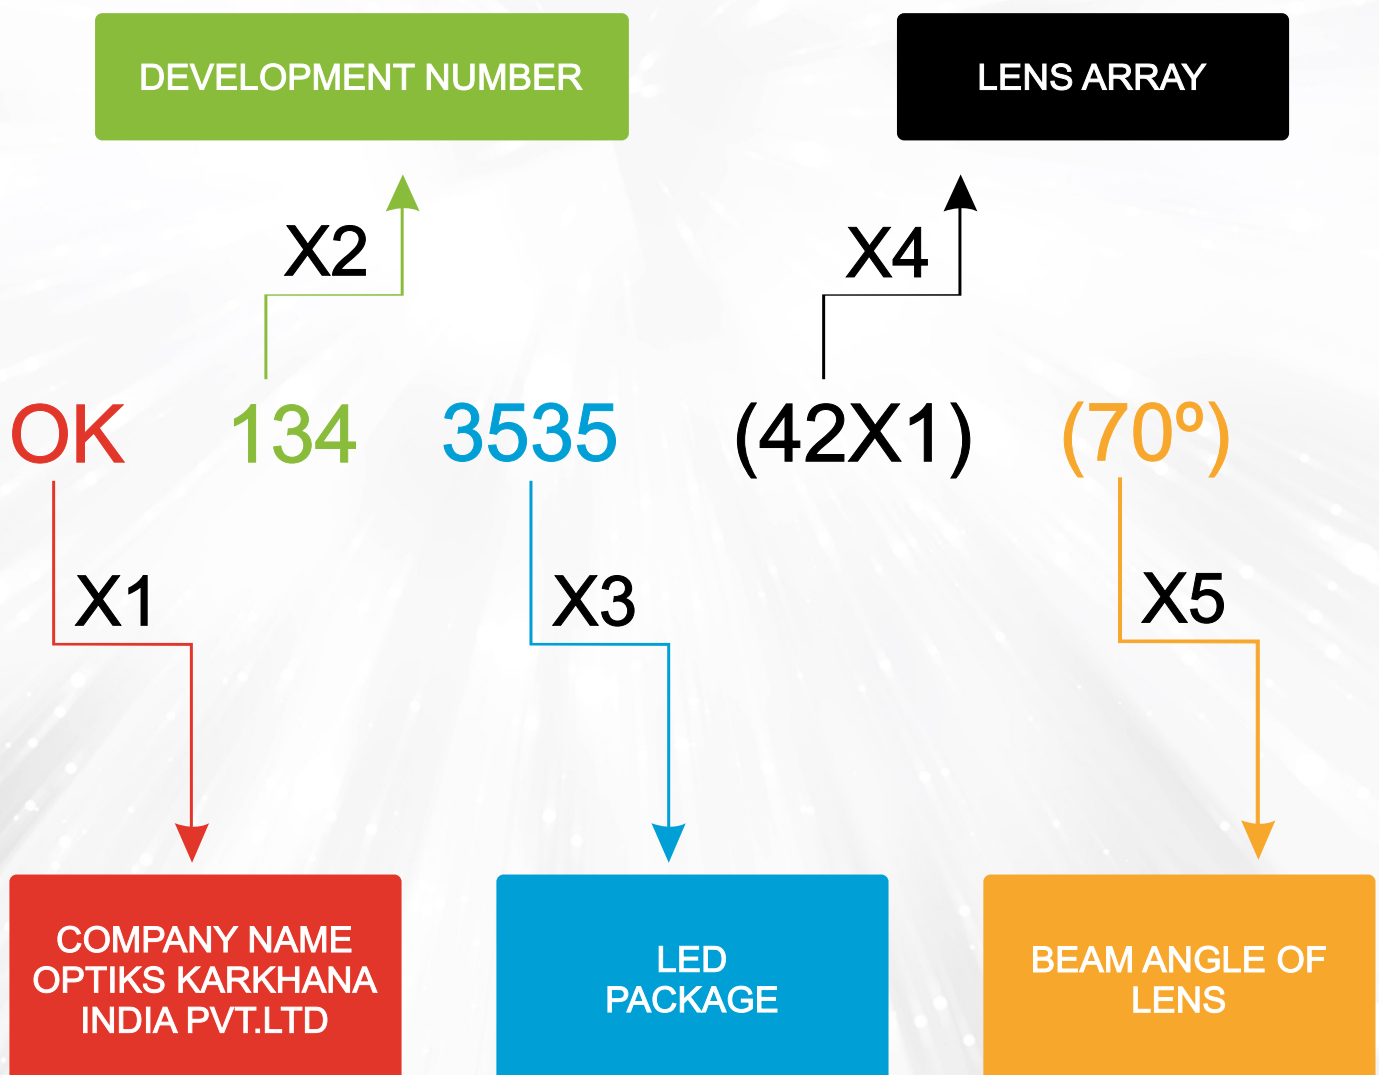 DEVELOPMENT NUMBER
LENS ARRAY
X2
X4
OK 134 3535 (42X1) (70º)
X1
X3
X5
COMPANY NAME
OPTIKS KARKHANA
INDIA PVT.LTD
LED
PACKAGE
BEAM ANGLE OF
LENS